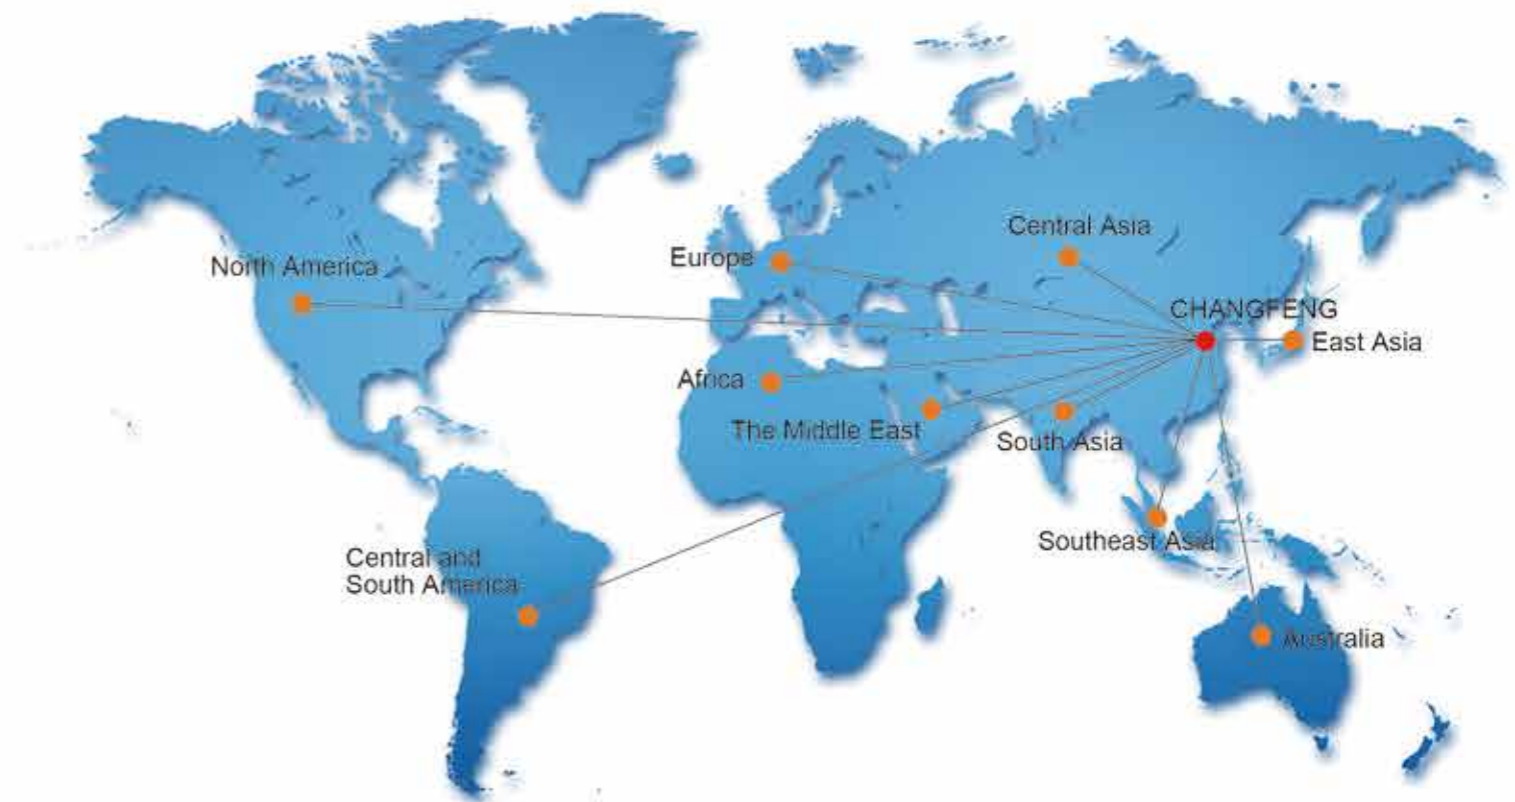 Central Asia
Europe
North America
CHANGFENG
East Asia
Africa
The Middle East
South Asia
Southeast Asia
Central and
South America
Australia